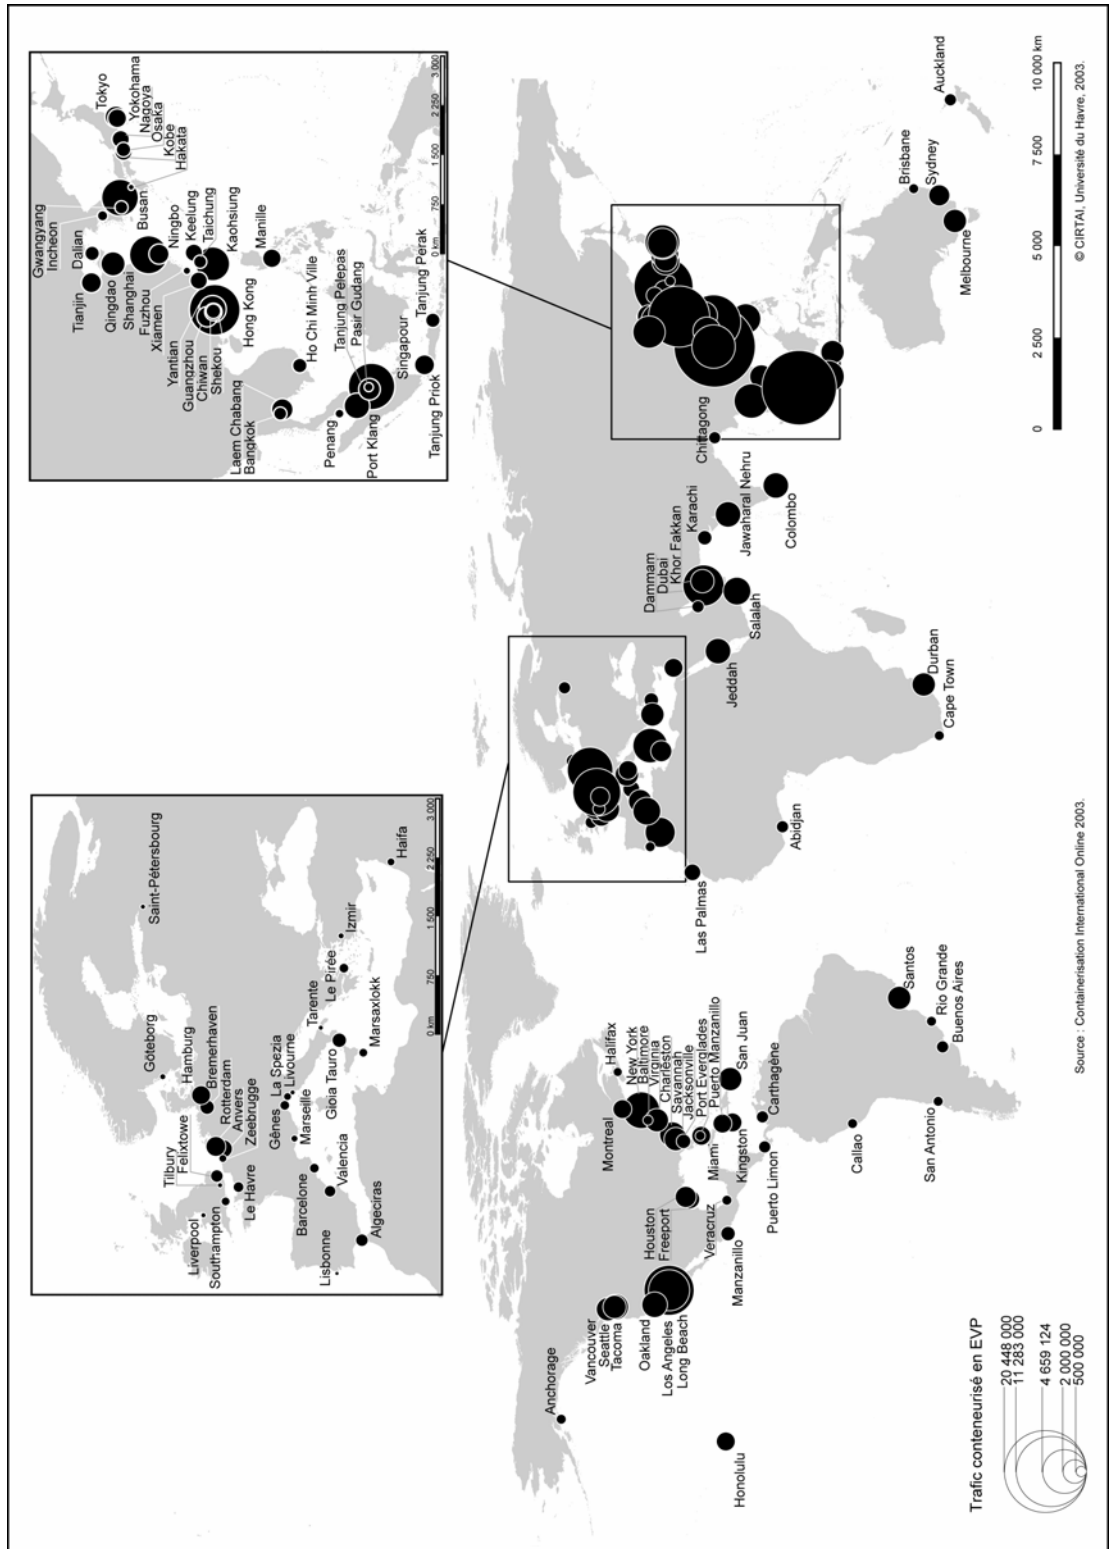 Saint-Pétersbourg
Göteborg
Hamburg
Bremerhaven
Rotterdam
Anvers
Zeebrugge
Tilbury
Felixtowe
Liverpool
Southampton
Le Havre
Gênes
La Spezia
Livourne
Marseille
Barcelone
Valencia
Lisbonne
Algeciras
Tarente
Gioia Tauro
Marsaxlokk
Le Pirée
Izmir
Haifa
0 km
750
1 500
2 250
3 000
Gwangyang
Incheon
Dalian
Tianjin
Qingdao
Shanghai
Fuzhou
Xiamen
Yantian
Guangzhou
Chiwan
Shekou
Tokyo
Yokohama
Nagoya
Osaka
Kobe
Hakata
Busan
Ningbo
Keelung
Taichung
Kaohsiung
Manille
Hong Kong
Ho Chi Minh Ville
Laem Chabang
Bangkok
Penang
Port Klang
Tanjung Pelepas
Pasir Gudang
Singapour
Tanjung Perak
Tanjung Priok
0 km
750
1 500
2 250
3 000
Anchorage
Honolulu
Vancouver
Seattle
Tacoma
Oakland
Los Angeles
Long Beach
Houston
Freeport
Veracruz
Manzanillo
Montreal
Halifax
New York
Baltimore
Virginia
Charleston
Savannah
Jacksonville
Port Everglades
Puerto Manzanillo
Miami
Kingston
San Juan
Puerto Limon
Carthagène
Callao
San Antonio
Santos
Rio Grande
Buenos Aires
Las Palmas
Abidjan
Cape Town
Durban
Jeddah
Salalah
Dammam
Dubai
Khor Fakkan
Karachi
Jawaharal Nehru
Colombo
Chittagong
Brisbane
Sydney
Melbourne
Auckland
Trafic conteneurisé en EVP
20 448 000
11 283 000
4 659 124
2 000 000
500 000
0
2 500
5 000
7 500
10 000 km
Source : Containerisation International Online 2003.
© CIRTAI, Université du Havre, 2003.